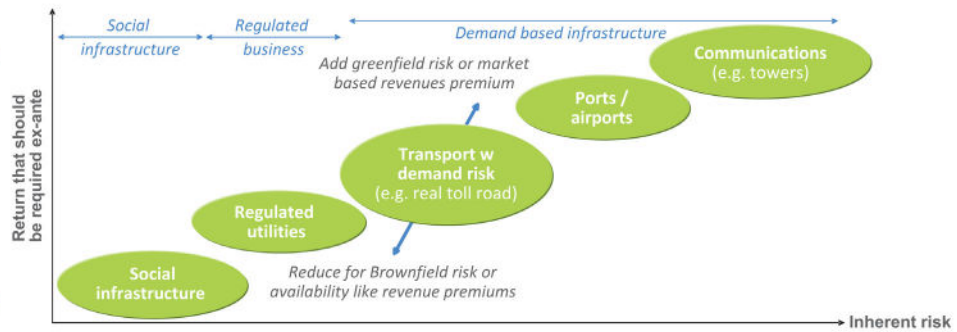 Social
infrastructure
Regulated
business
Demand based infrastructure
Add greenfield risk or market
based revenues premium
Communications
(e.g. towers)
Ports /
airports
Transport w
demand risk
(e.g. real toll road)
Regulated
utilities
Social
infrastructure
Reduce for Brownfield risk or
availability like revenue premiums
Return that should
be required ex-ante
Inherent risk